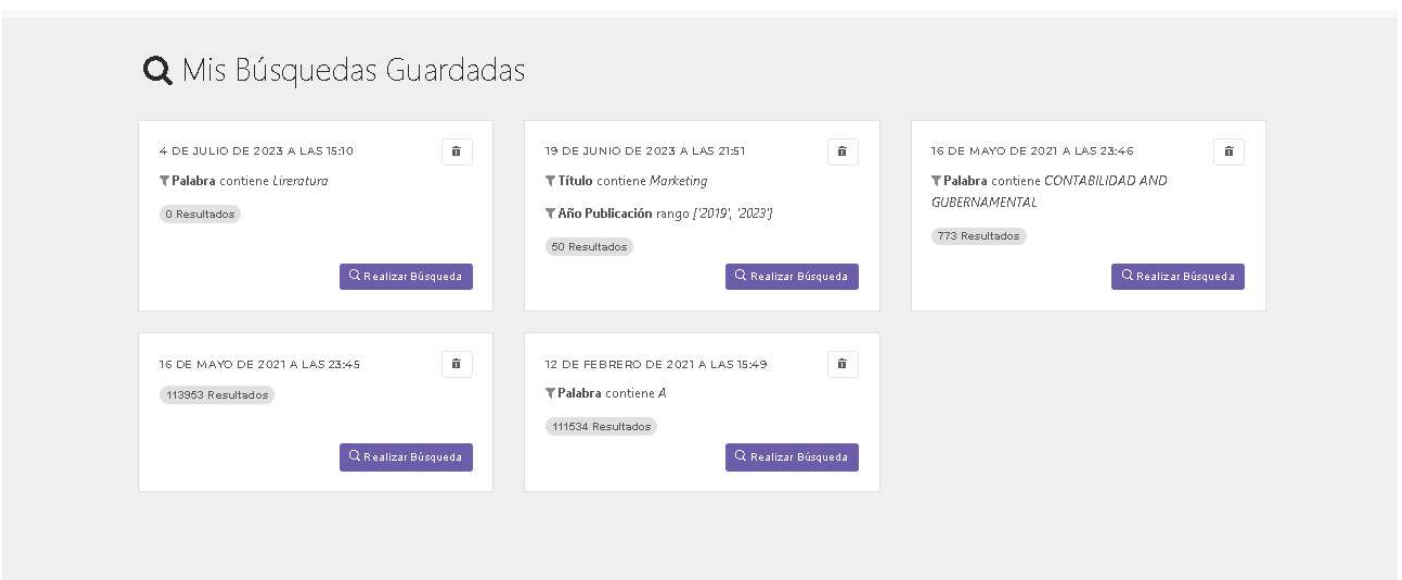 Mis Búsquedas Guardadas
4 DE JULIO DE 2023 A LAS 15:10
Palabra contiene Lireratura
0 Resultados
Realizar Búsqueda
19 DE JUNIO DE 2023 A LAS 21:51
Título contiene Marketing
Año Publicación rango ['2019', '2023']
50 Resultados
Realizar Búsqueda
16 DE MAYO DE 2021 A LAS 23:46
Palabra contiene CONTABILIDAD AND
GUBERNAMENTAL
773 Resultados
Realizar Búsqueda
16 DE MAYO DE 2021 A LAS 23:45
113953 Resultados
Realizar Búsqueda
12 DE FEBRERO DE 2021 A LAS 15:49
Palabra contiene A
111534 Resultados
Realizar Búsqueda